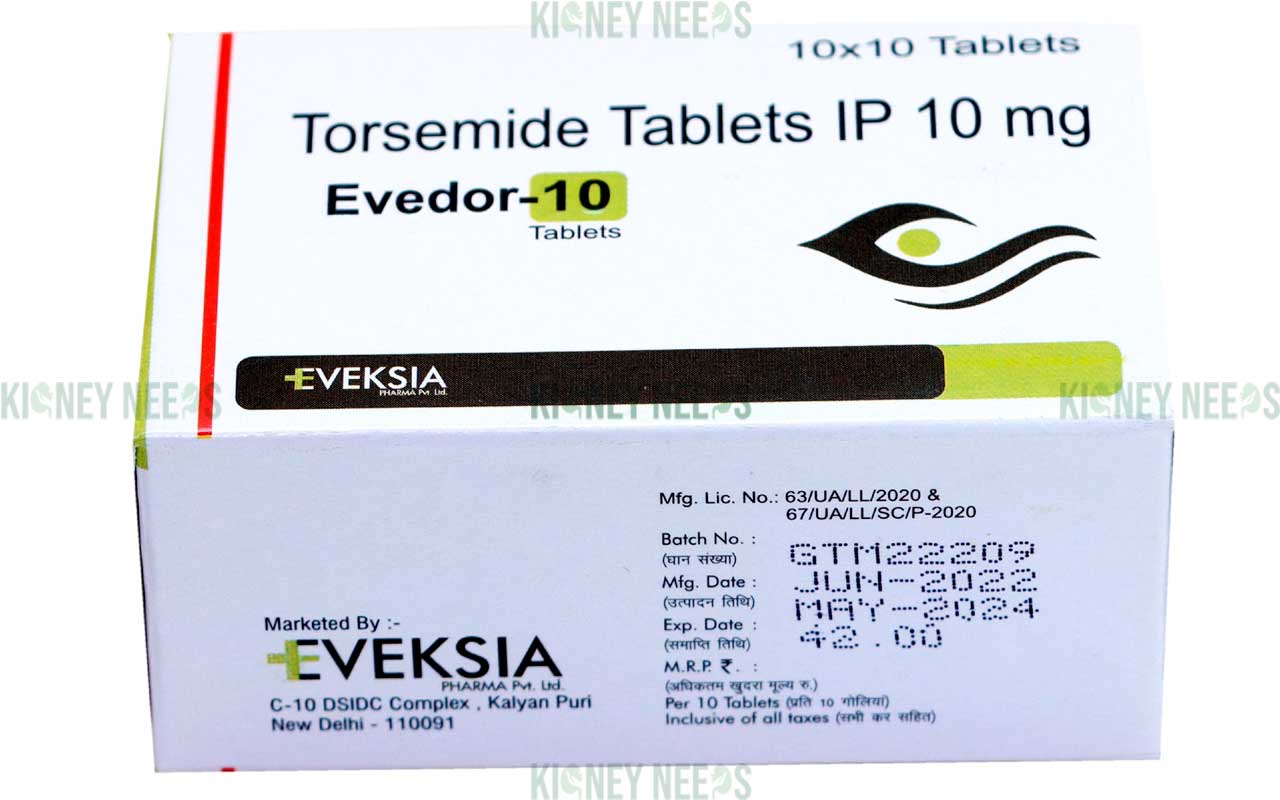 KIDNEY NEEDS
10x10 Tablets
Torsemide Tablets IP 10 mg
Evedor-10
Tablets
EVEKSIA
PHARMA Pvt. Ltd.
KIDNEY NEEDS KIDNEY NEEDS KIDNEY NEEDS
Mfg. Lic. No.: 63/UA/LL/2020 &
67/UA/LL/SC/P-2020
Batch No. : GTM22209
(घान संख्या)
Mfg. Date : JUN-2022
(उत्पादन तिथि)
Exp. Date : MAY-2024
(समाप्ति तिथि)
M.R.P. ₹. : 42.00
(अधिकतम खुदरा मूल्य रु.)
Per 10 Tablets (प्रति 10 गोलियां)
Inclusive of all taxes (सभी कर सहित)
Marketed By :-
EVEKSIA
PHARMA Pvt. Ltd.
C-10 DSIDC Complex , Kalyan Puri
New Delhi - 110091
KIDNEY NEEDS